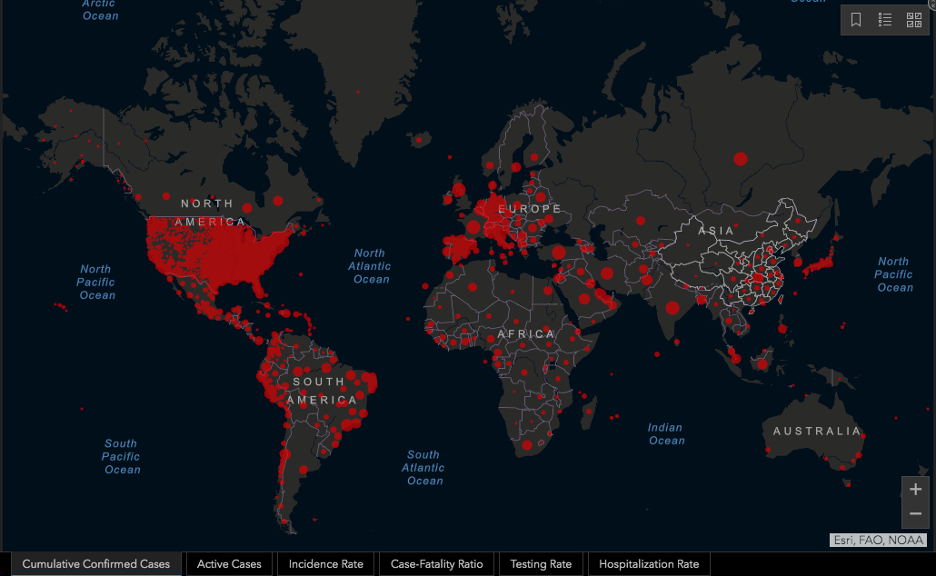 Arctic
Ocean
Ocean
NORTH
AMERICA
EUROPE
ASIA
North
Pacific
Ocean
North
Atlantic
Ocean
North
Pacific
Ocean
AFRICA
SOUTH
AMERICA
South
Pacific
Ocean
South
Atlantic
Ocean
Indian
Ocean
AUSTRALIA
+
−
Esri, FAO, NOAA
Cumulative Confirmed Cases
Active Cases
Incidence Rate
Case-Fatality Ratio
Testing Rate
Hospitalization Rate